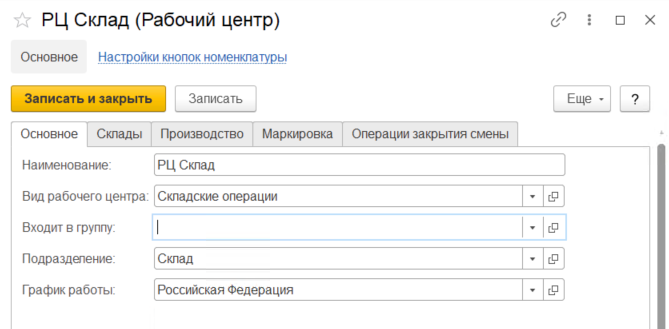 РЦ Склад (Рабочий центр)
Основное Настройки кнопок номенклатуры
Записать и закрыть Записать Еще ?
Основное Склады Производство Маркировка Операции закрытия смены
Наименование: РЦ Склад
Вид рабочего центра: Складские операции
Входит в группу:
Подразделение: Склад
График работы: Российская Федерация